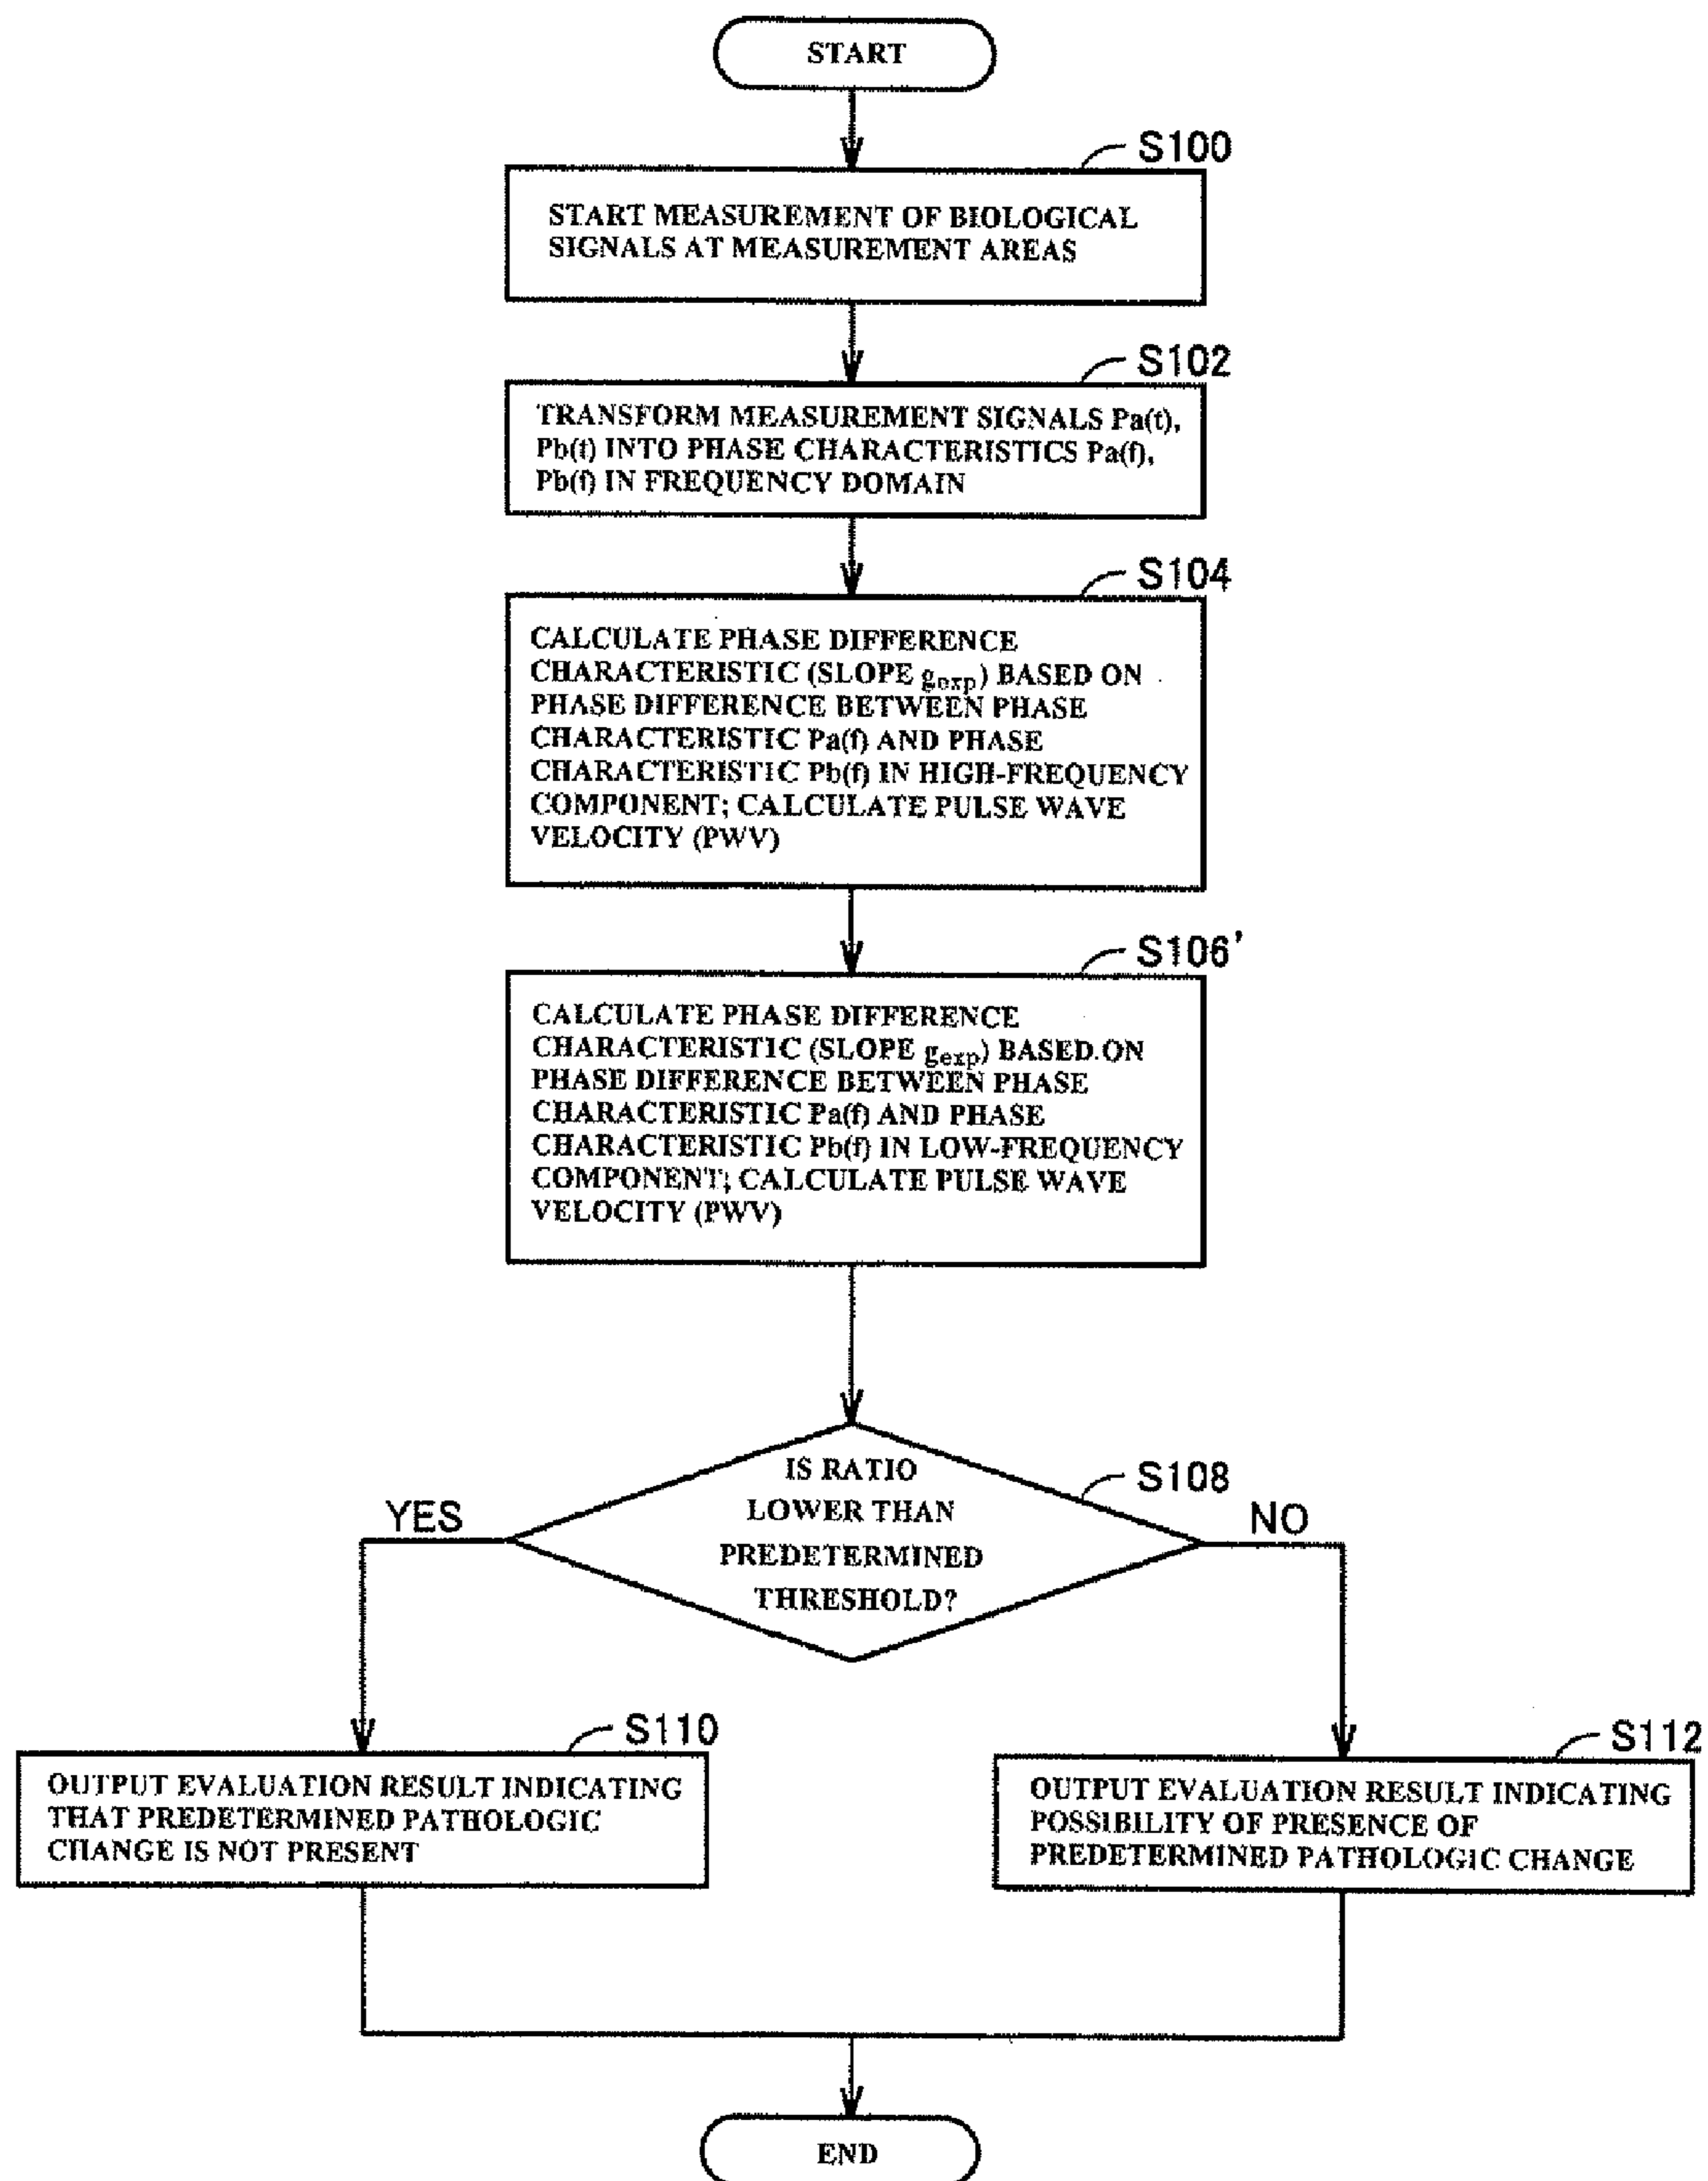 START
S100
START MEASUREMENT OF BIOLOGICAL
SIGNALS AT MEASUREMENT AREAS
S102
TRANSFORM MEASUREMENT SIGNALS Pa(t),
Pb(t) INTO PHASE CHARACTERISTICS Pa(f),
Pb(f) IN FREQUENCY DOMAIN
S104
CALCULATE PHASE DIFFERENCE
CHARACTERISTIC (SLOPE gexp) BASED ON
PHASE DIFFERENCE BETWEEN PHASE
CHARACTERISTIC Pa(f) AND PHASE
CHARACTERISTIC Pb(f) IN HIGH-FREQUENCY
COMPONENT; CALCULATE PULSE WAVE
VELOCITY (PWV)
S106'
CALCULATE PHASE DIFFERENCE
CHARACTERISTIC (SLOPE gexp) BASED ON
PHASE DIFFERENCE BETWEEN PHASE
CHARACTERISTIC Pa(f) AND PHASE
CHARACTERISTIC Pb(f) IN LOW-FREQUENCY
COMPONENT; CALCULATE PULSE WAVE
VELOCITY (PWV)
S108
IS RATIO
LOWER THAN
PREDETERMINED
THRESHOLD?
YES
NO
S110
OUTPUT EVALUATION RESULT INDICATING
THAT PREDETERMINED PATHOLOGIC
CHANGE IS NOT PRESENT
S112
OUTPUT EVALUATION RESULT INDICATING
POSSIBILITY OF PRESENCE OF
PREDETERMINED PATHOLOGIC CHANGE
END